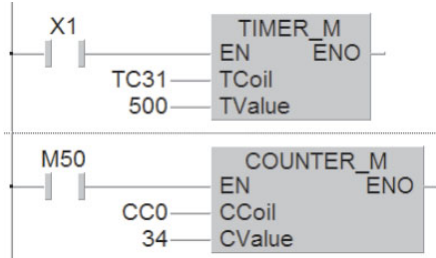 X1 TIMER_M
EN ENO
TC31 TCoil
500 TValue
M50 COUNTER_M
EN ENO
CC0 CCoil
34 CValue